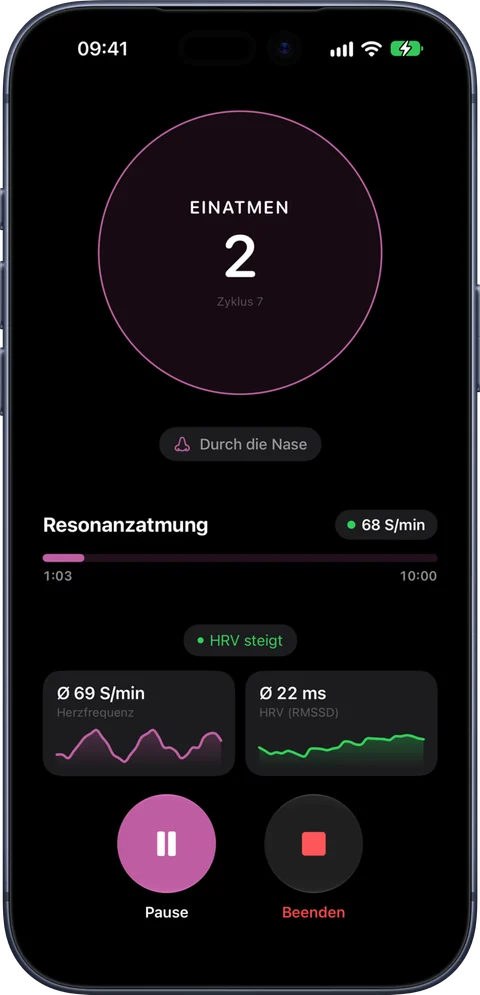 09:41
EINATMEN
2
Zyklus 7
Durch die Nase
Resonanzatmung
68 S/min
1:03
10:00
HRV steigt
Ø 69 S/min
Herzfrequenz
Ø 22 ms
HRV (RMSSD)
Pause
Beenden